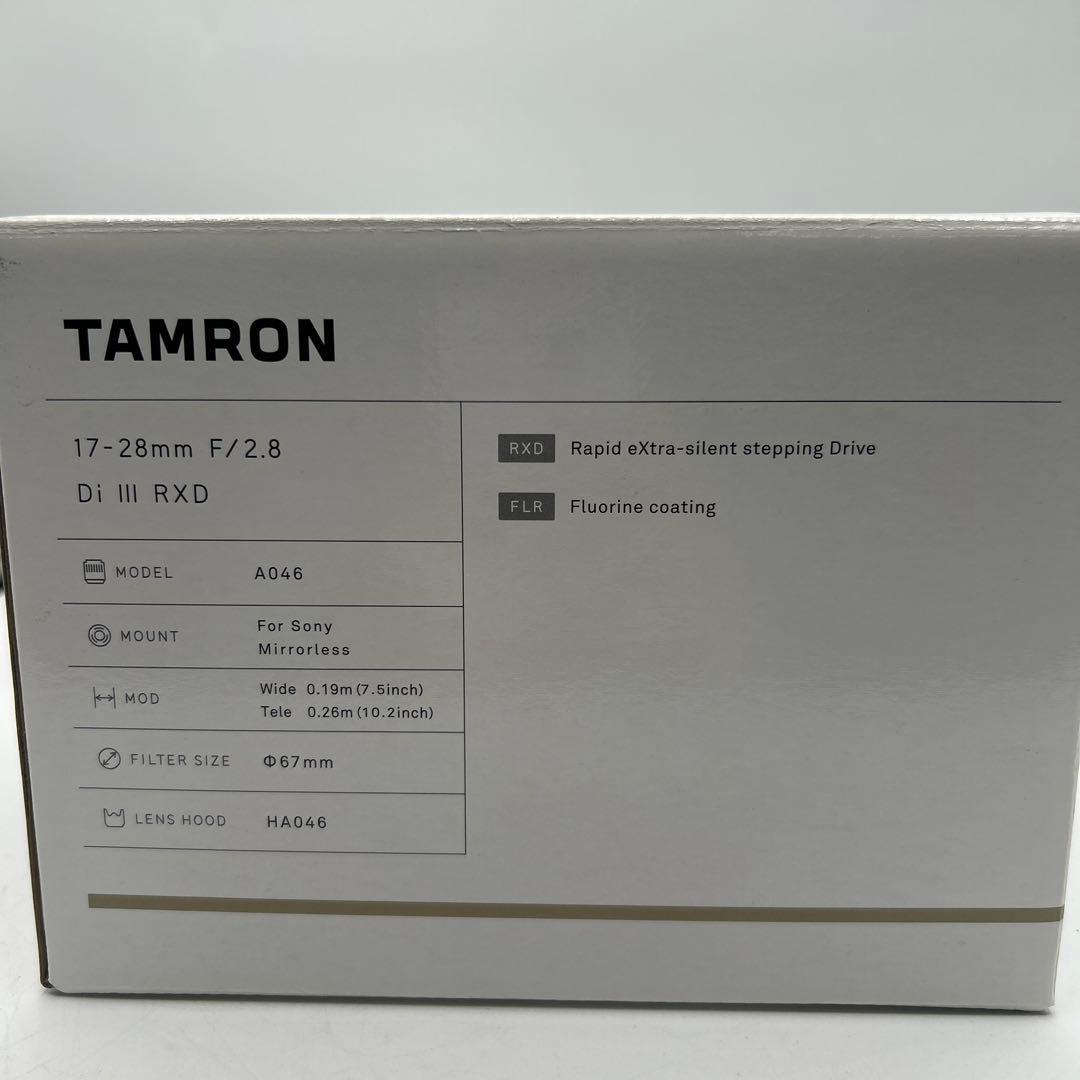 TAMRON
17-28mm F/2.8
Di III RXD
MODEL A046
MOUNT For Sony
Mirrorless
MOD Wide 0.19m(7.5inch)
Tele 0.26m(10.2inch)
FILTER SIZE Φ67mm
LENS HOOD HA046
RXD Rapid eXtra-silent stepping Drive
FLR Fluorine coating